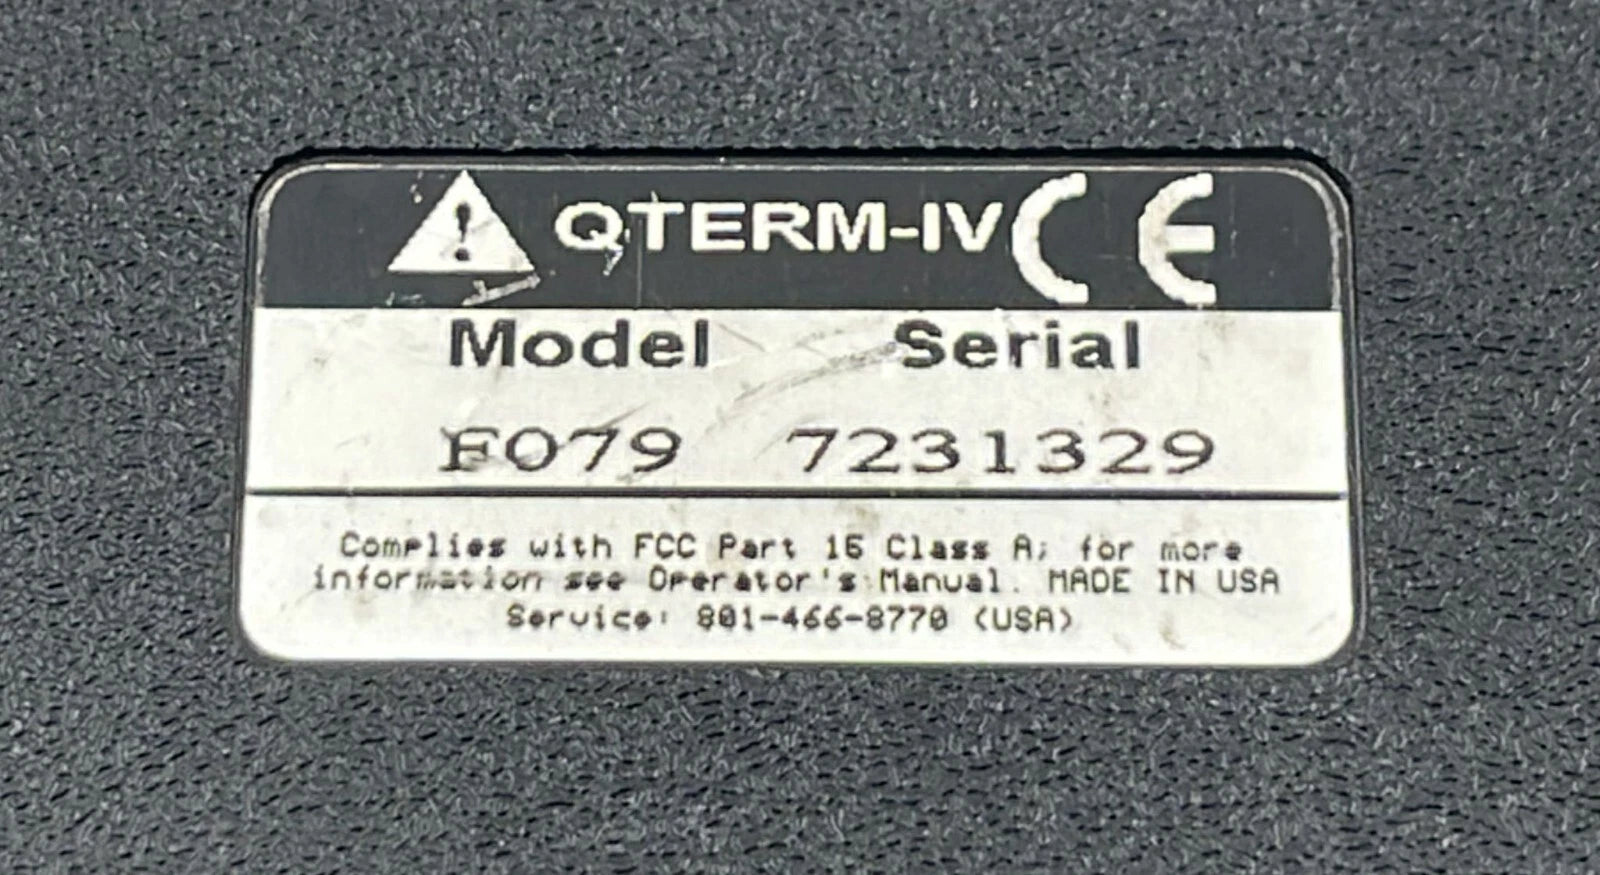 QTERM-IV CE
Model Serial
F079 7231329
Complies with FCC Part 15 Class A; for more
information see Operator's Manual. MADE IN USA
Service: 801-466-8770 (USA)